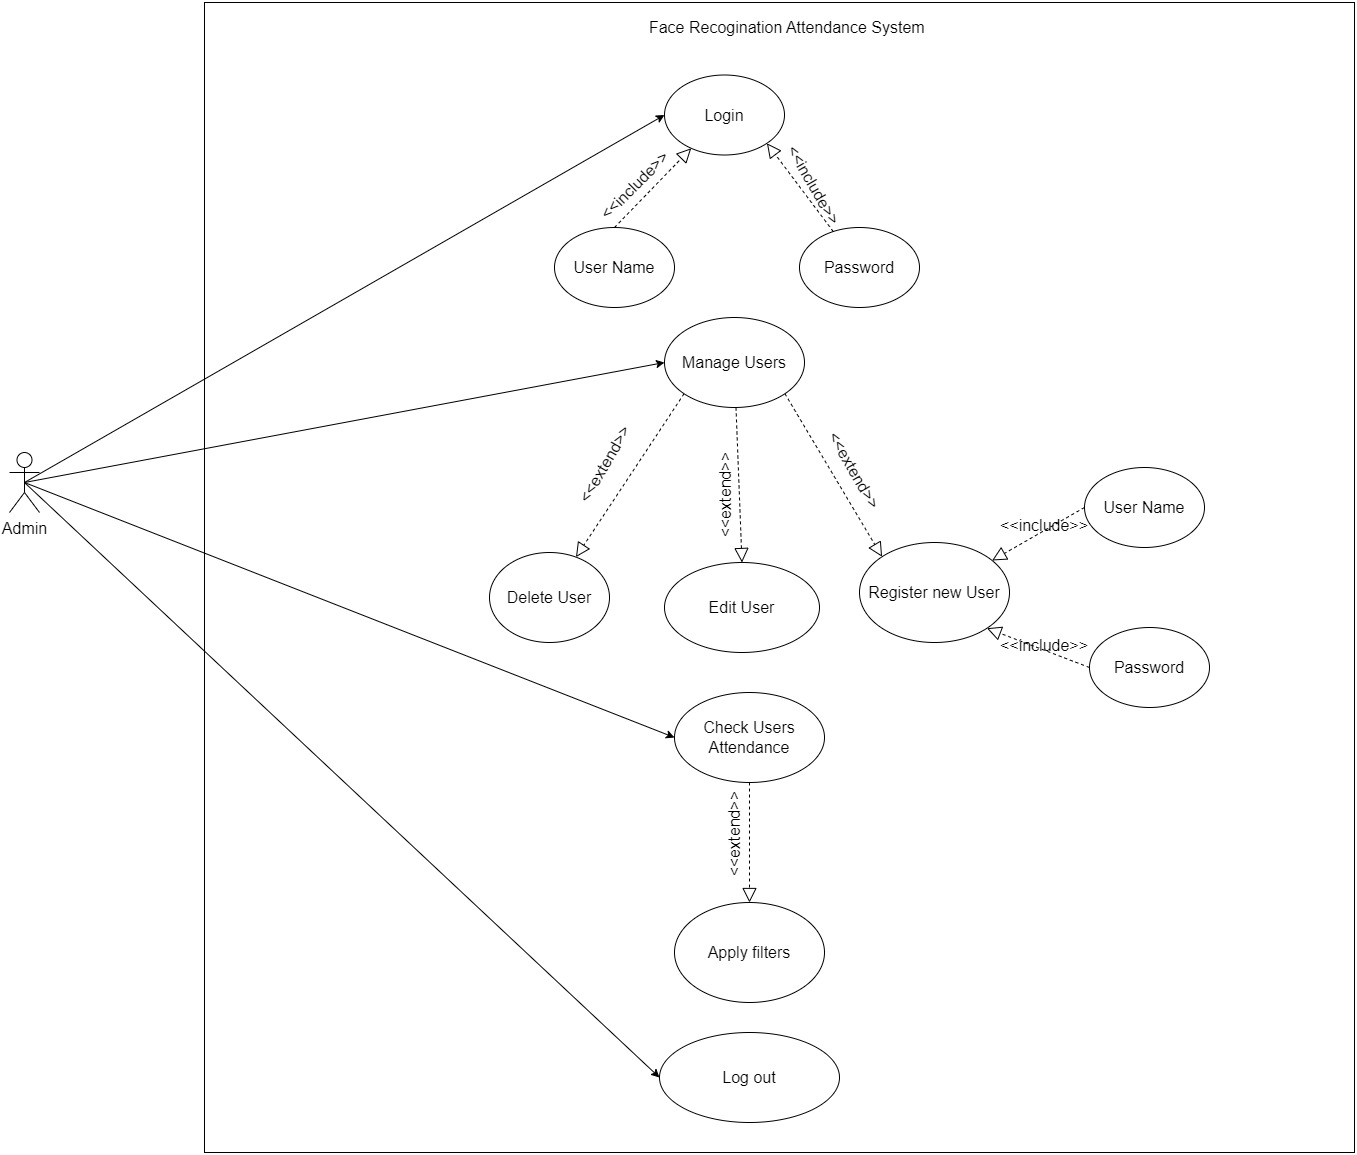 Face Recogination Attendance System
Login
<<include>>
<<include>>
User Name
Password
Manage Users
<<extend>>
<<extend>>
<<extend>>
Admin
User Name
<<include>>
Delete User
Edit User
Register new User
<<include>>
Password
Check Users
Attendance
<<extend>>
Apply filters
Log out